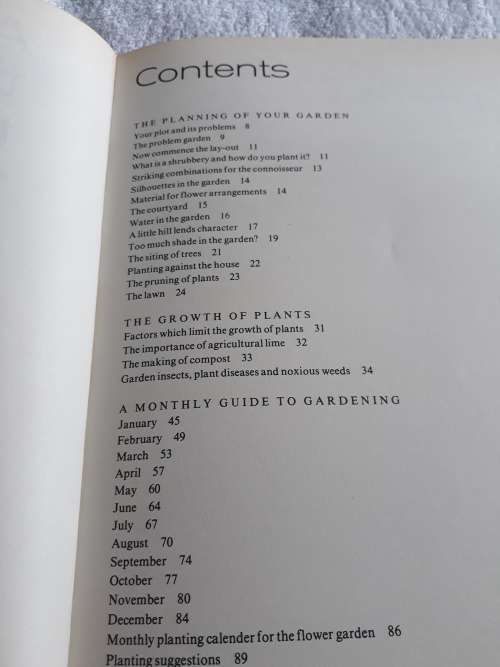 Contents
THE PLANNING OF YOUR GARDEN
Your plot and its problems 8
The problem garden 9
Now commence the lay-out 11
What is a shrubbery and how do you plant it? 11
Striking combinations for the connoisseur 13
Silhouettes in the garden 14
Material for flower arrangements 14
The courtyard 15
Water in the garden 16
A little hill lends character 17
Too much shade in the garden? 19
The siting of trees 21
Planting against the house 22
The pruning of plants 23
The lawn 24
THE GROWTH OF PLANTS
Factors which limit the growth of plants 31
The importance of agricultural lime 32
The making of compost 33
Garden insects, plant diseases and noxious weeds 34
A MONTHLY GUIDE TO GARDENING
January 45
February 49
March 53
April 57
May 60
June 64
July 67
August 70
September 74
October 77
November 80
December 84
Monthly planting calender for the flower garden 86
Planting suggestions 89